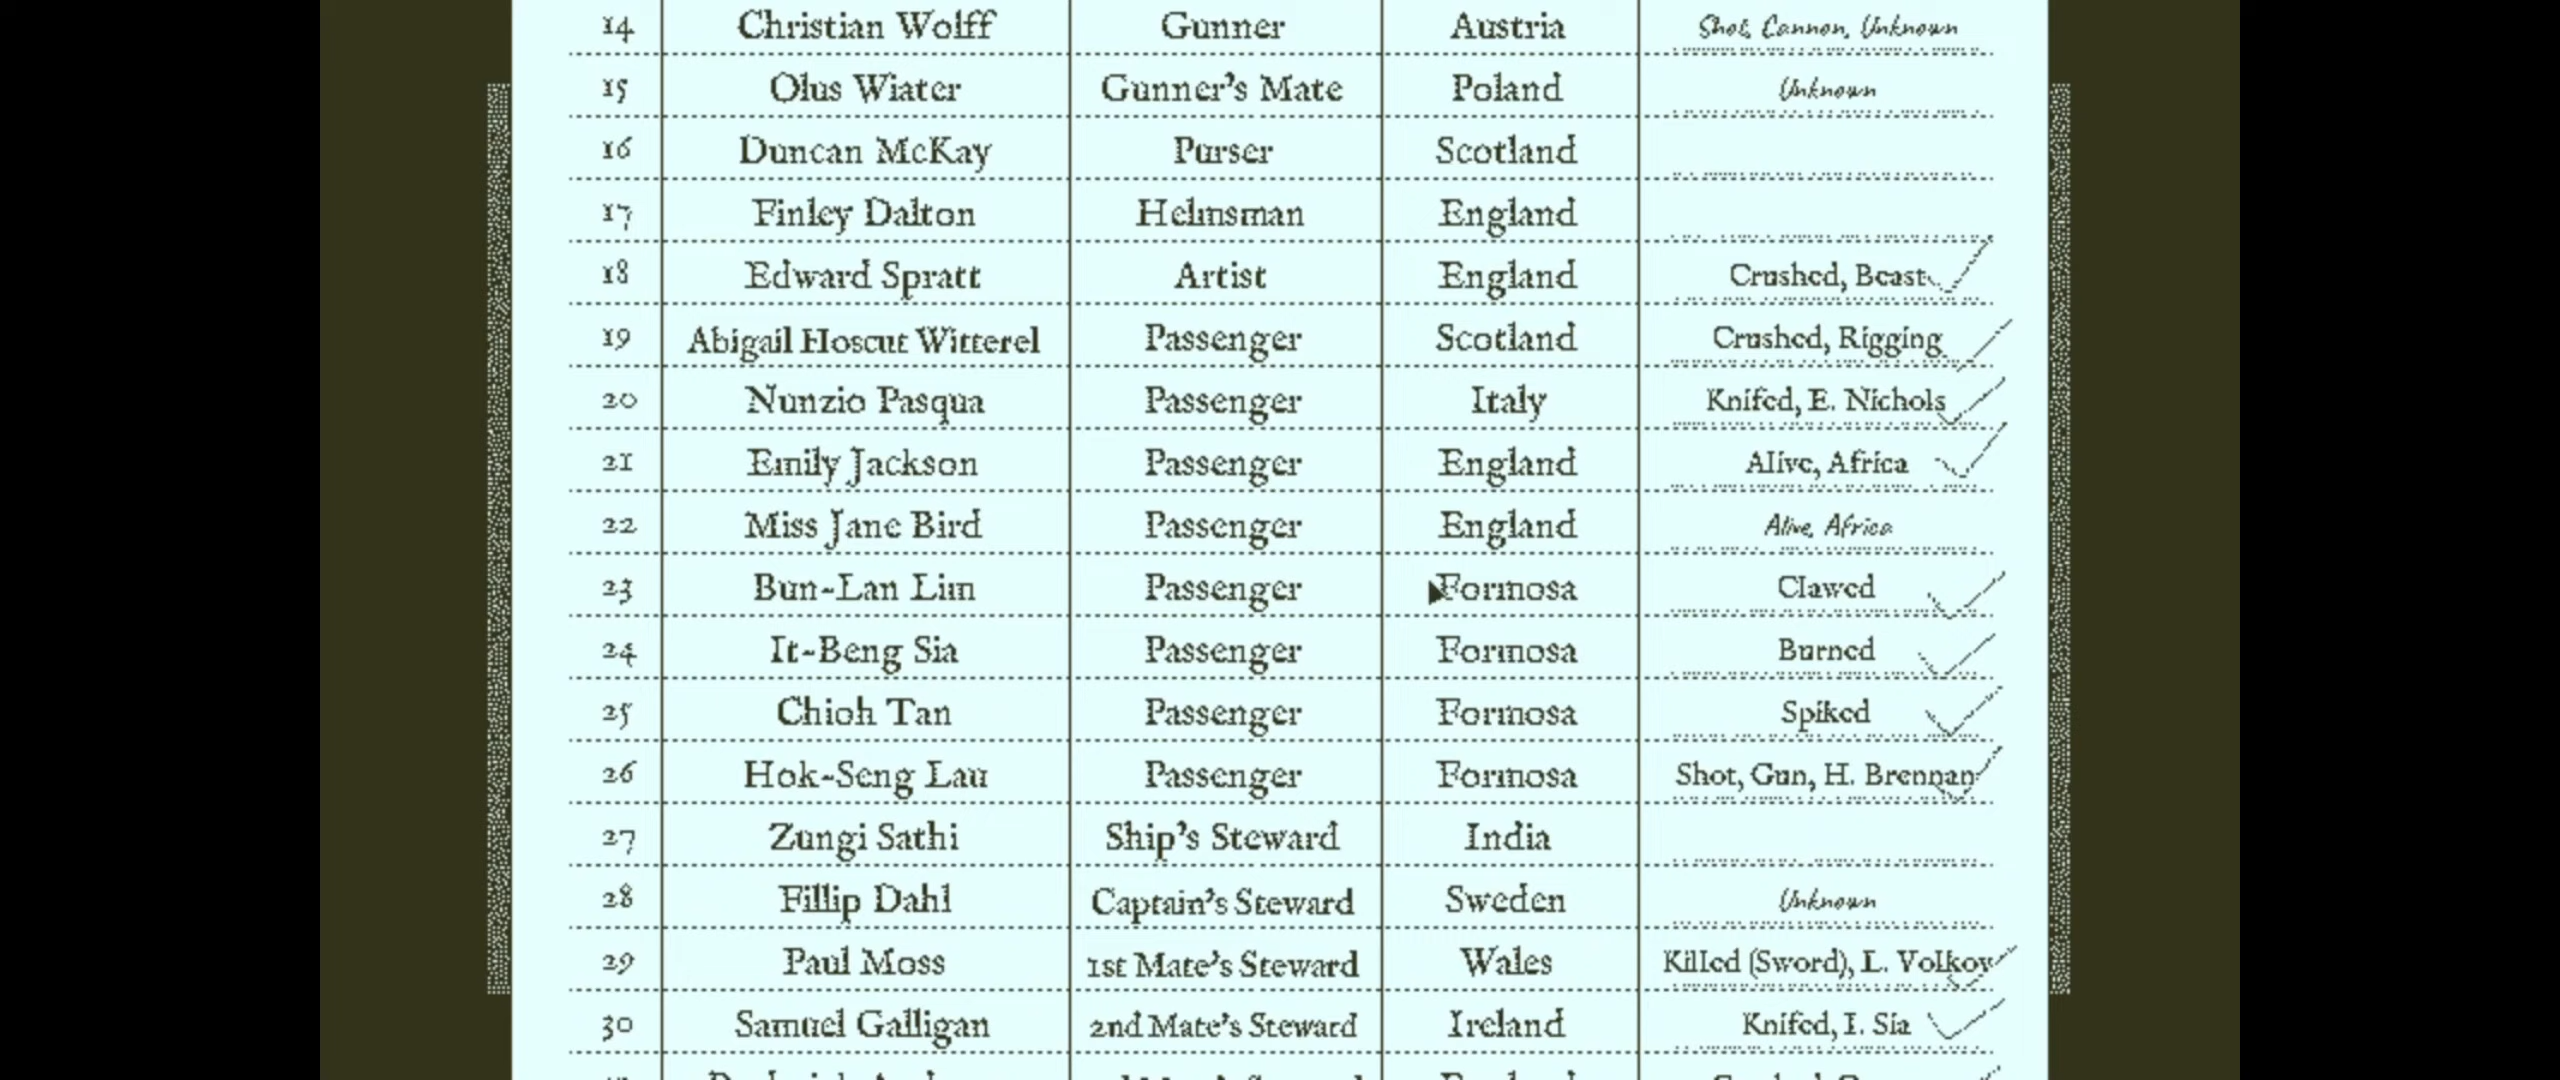 14 Christian Wolff Gunner Austria Shot, Cannon, Unknown
15 Olus Wiater Gunner's Mate Poland Unknown
16 Duncan McKay Purser Scotland
17 Finley Dalton Helmsman England
18 Edward Spratt Artist England Crushed, Beast
19 Abigail Hoscut Witterel Passenger Scotland Crushed, Rigging
20 Nunzio Pasqua Passenger Italy Knifed, E. Nichols
21 Emily Jackson Passenger England Alive, Africa
22 Miss Jane Bird Passenger England Alive, Africa
23 Bun-Lan Lim Passenger Formosa Clawed
24 It-Beng Sia Passenger Formosa Burned
25 Chioh Tan Passenger Formosa Spiked
26 Hok-Seng Lau Passenger Formosa Shot, Gun, H. Brennan
27 Zungi Sathi Ship's Steward India
28 Fillip Dahl Captain's Steward Sweden Unknown
29 Paul Moss 1st Mate's Steward Wales Killed (Sword), L. Volkov
30 Samuel Galligan 2nd Mate's Steward Ireland Knifed, I. Sia